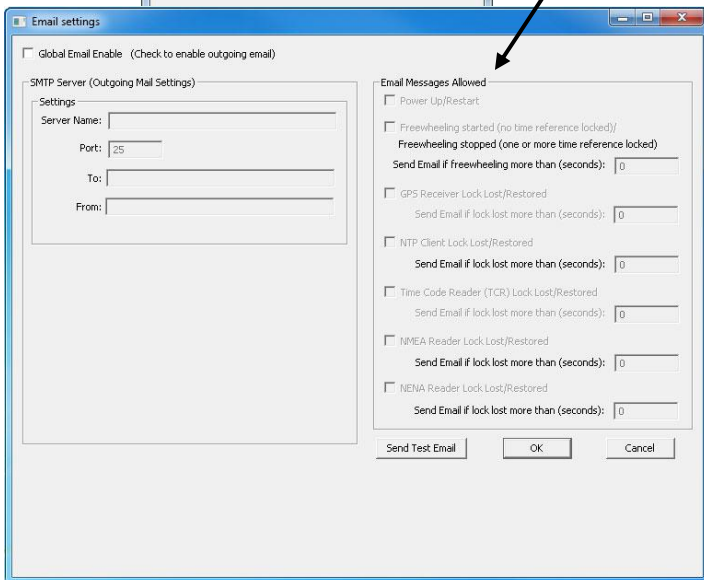 Email settings
Global Email Enable (Check to enable outgoing email)
SMTP Server (Outgoing Mail Settings)
Settings
Server Name:
Port: 25
To:
From:
Email Messages Allowed
Power Up/Restart
Freewheeling started (no time reference locked)/
Freewheeling stopped (one or more time reference locked)
Send Email if freewheeling more than (seconds): 0
GPS Receiver Lock Lost/Restored
Send Email if lock lost more than (seconds): 0
NTP Client Lock Lost/Restored
Send Email if lock lost more than (seconds): 0
Time Code Reader (TCR) Lock Lost/Restored
Send Email if lock lost more than (seconds): 0
NMEA Reader Lock Lost/Restored
Send Email if lock lost more than (seconds): 0
NENA Reader Lock Lost/Restored
Send Email if lock lost more than (seconds): 0
Send Test Email OK Cancel